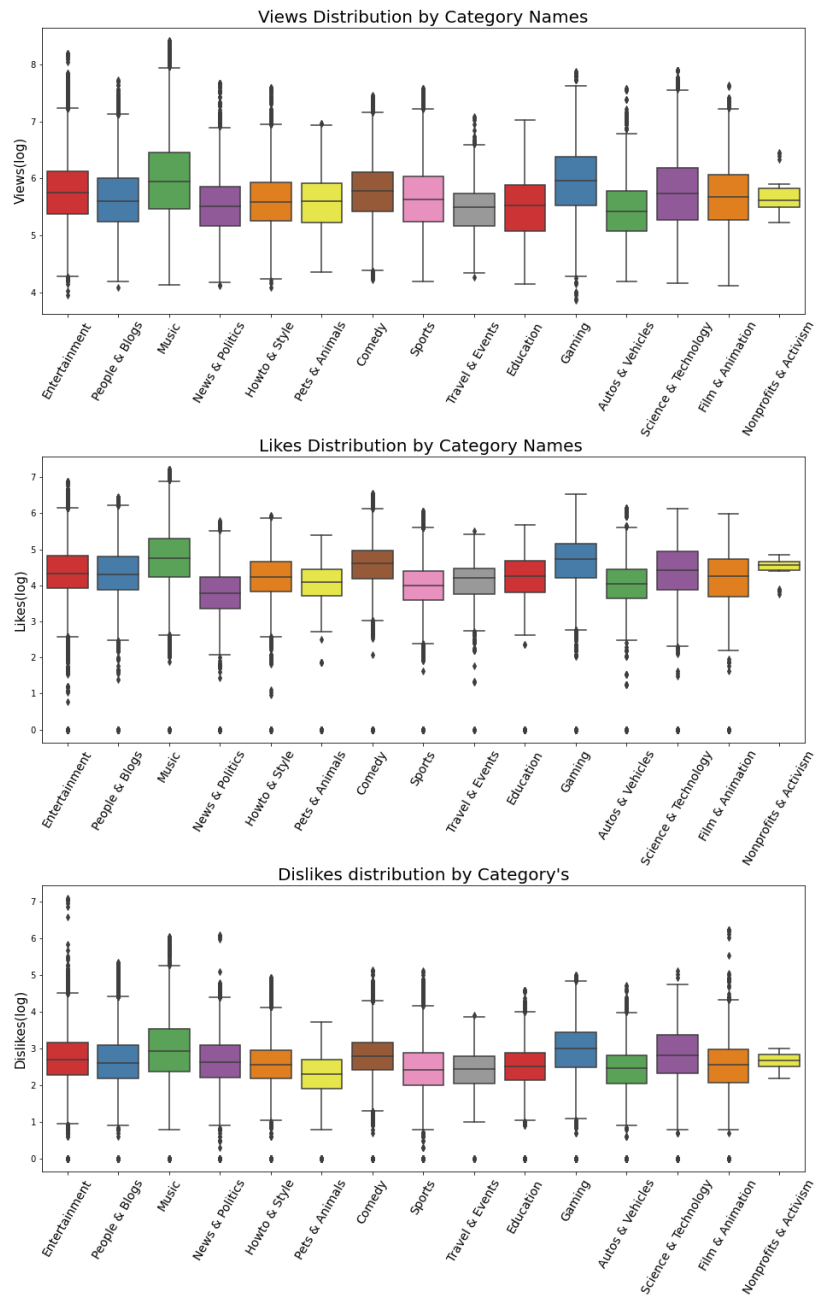 Views Distribution by Category Names
Views(log)
8
7
6
5
4
Entertainment
People & Blogs
Music
News & Politics
Howto & Style
Pets & Animals
Comedy
Sports
Travel & Events
Education
Gaming
Autos & Vehicles
Science & Technology
Film & Animation
Nonprofits & Activism
Likes Distribution by Category Names
Likes(log)
7
6
5
4
3
2
1
0
Entertainment
People & Blogs
Music
News & Politics
Howto & Style
Pets & Animals
Comedy
Sports
Travel & Events
Education
Gaming
Autos & Vehicles
Science & Technology
Film & Animation
Nonprofits & Activism
Dislikes distribution by Category's
Dislikes(log)
7
6
5
4
3
2
1
0
Entertainment
People & Blogs
Music
News & Politics
Howto & Style
Pets & Animals
Comedy
Sports
Travel & Events
Education
Gaming
Autos & Vehicles
Science & Technology
Film & Animation
Nonprofits & Activism